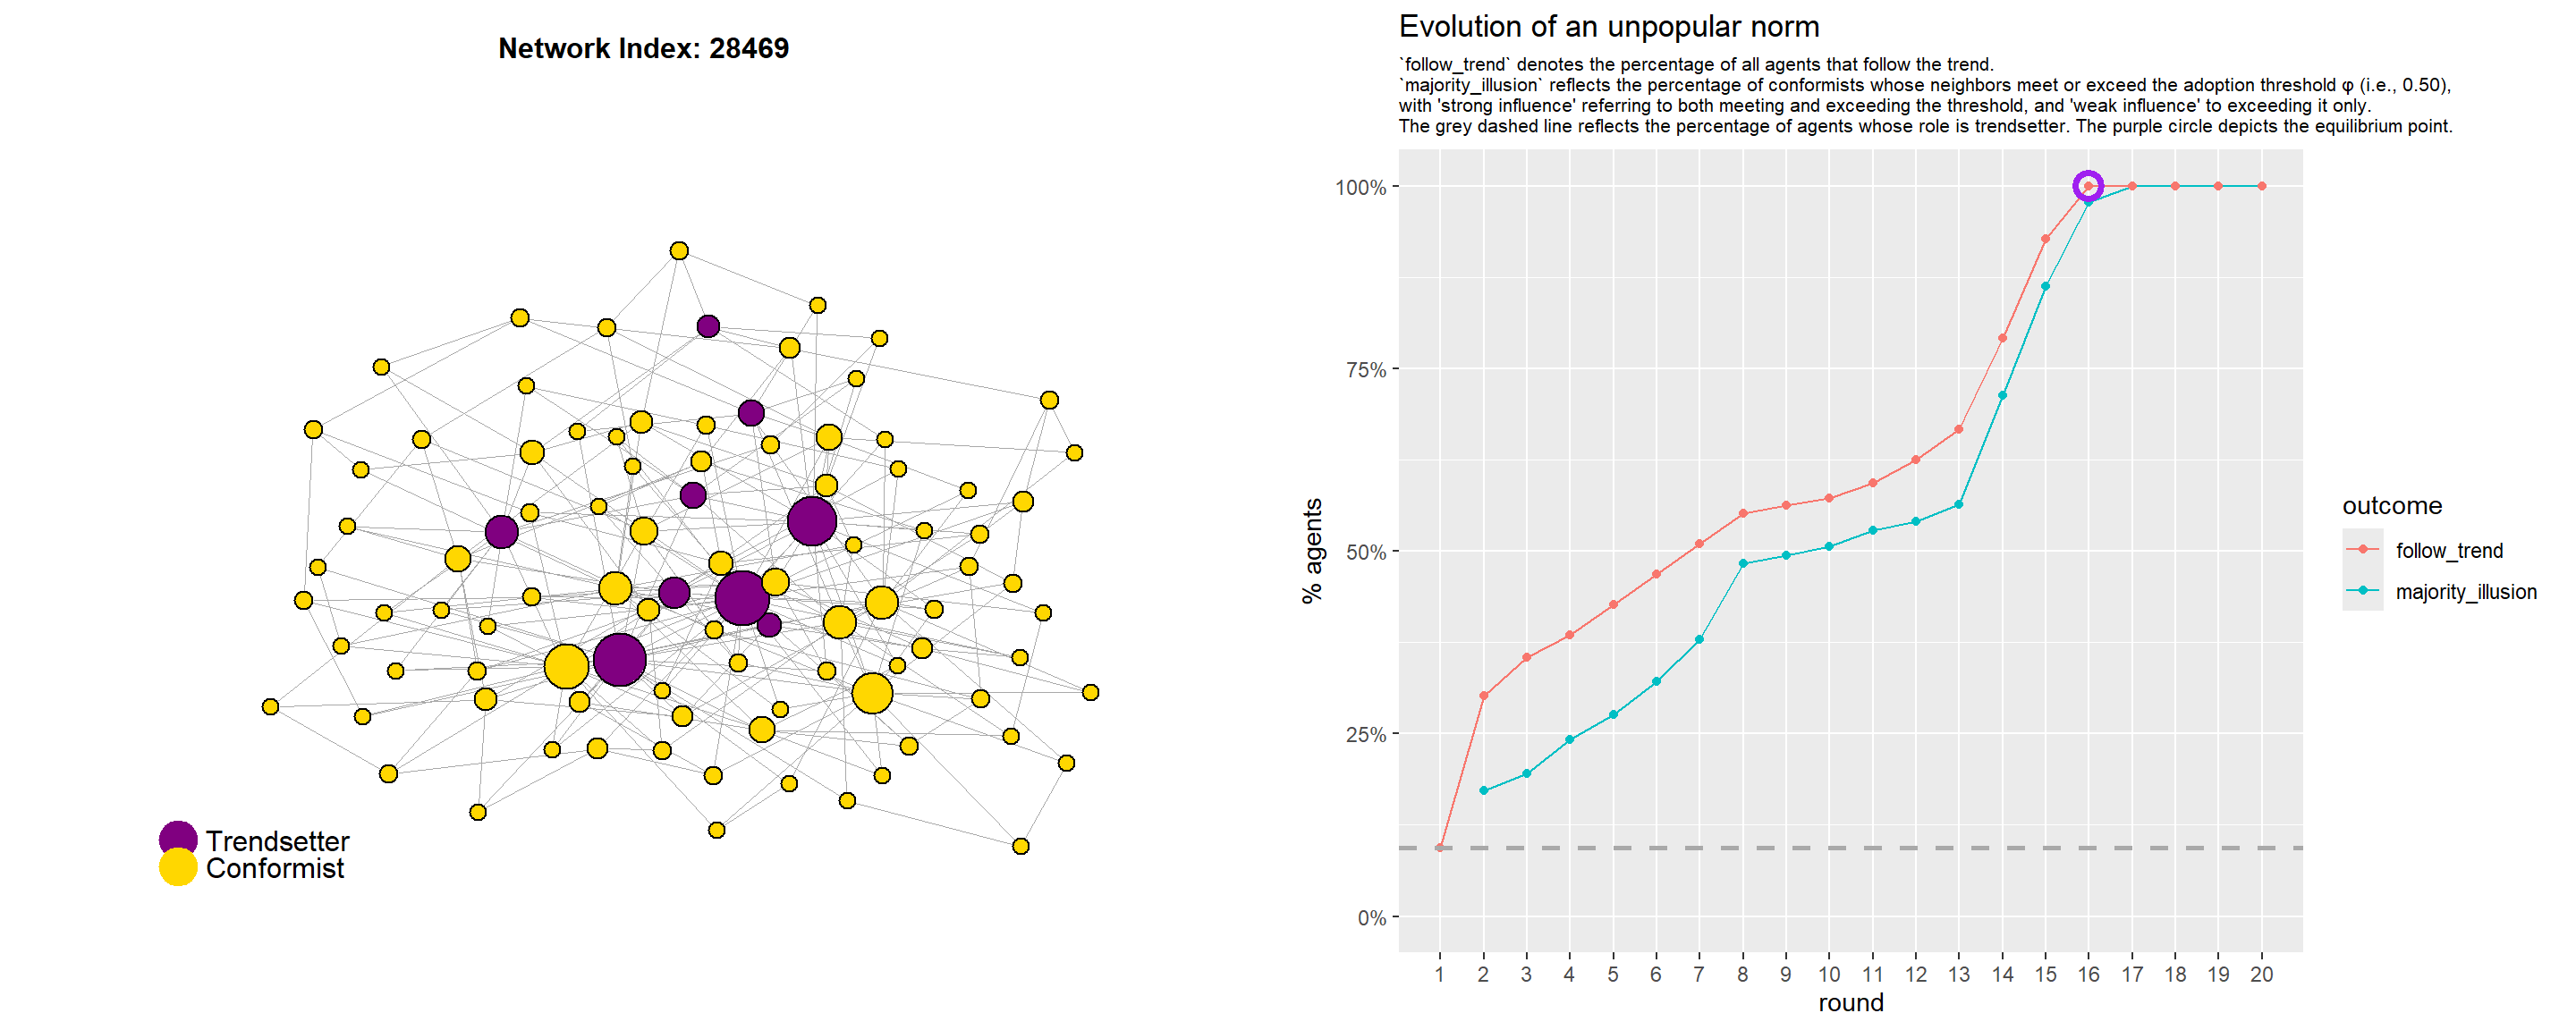 Network Index: 28469
Trendsetter
Conformist
Evolution of an unpopular norm
`follow_trend` denotes the percentage of all agents that follow the trend.
`majority_illusion` reflects the percentage of conformists whose neighbors meet or exceed the adoption threshold φ (i.e., 0.50),
with 'strong influence' referring to both meeting and exceeding the threshold, and 'weak influence' to exceeding it only.
The grey dashed line reflects the percentage of agents whose role is trendsetter. The purple circle depicts the equilibrium point.
100%
75%
50%
25%
0%
% agents
1 2 3 4 5 6 7 8 9 10 11 12 13 14 15 16 17 18 19 20
round
outcome
follow_trend
majority_illusion